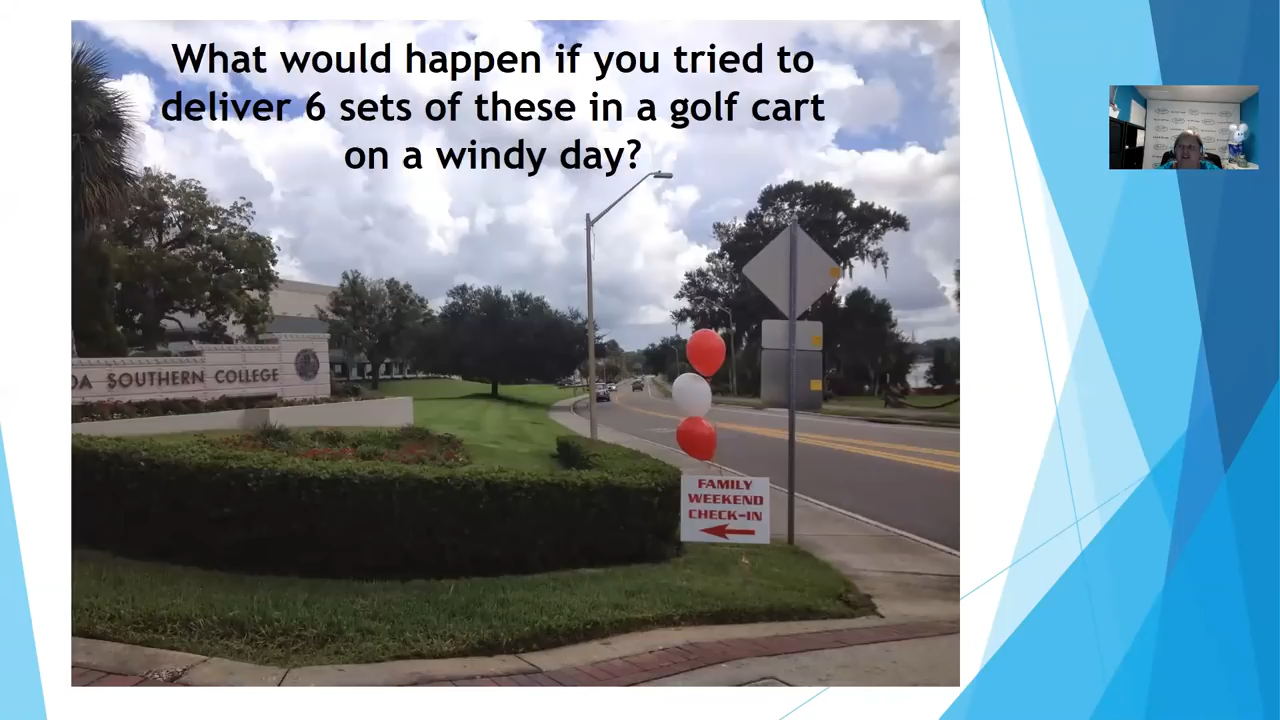 What would happen if you tried to
deliver 6 sets of these in a golf cart
on a windy day?
DA SOUTHERN COLLEGE
FAMILY
WEEKEND
CHECK-IN